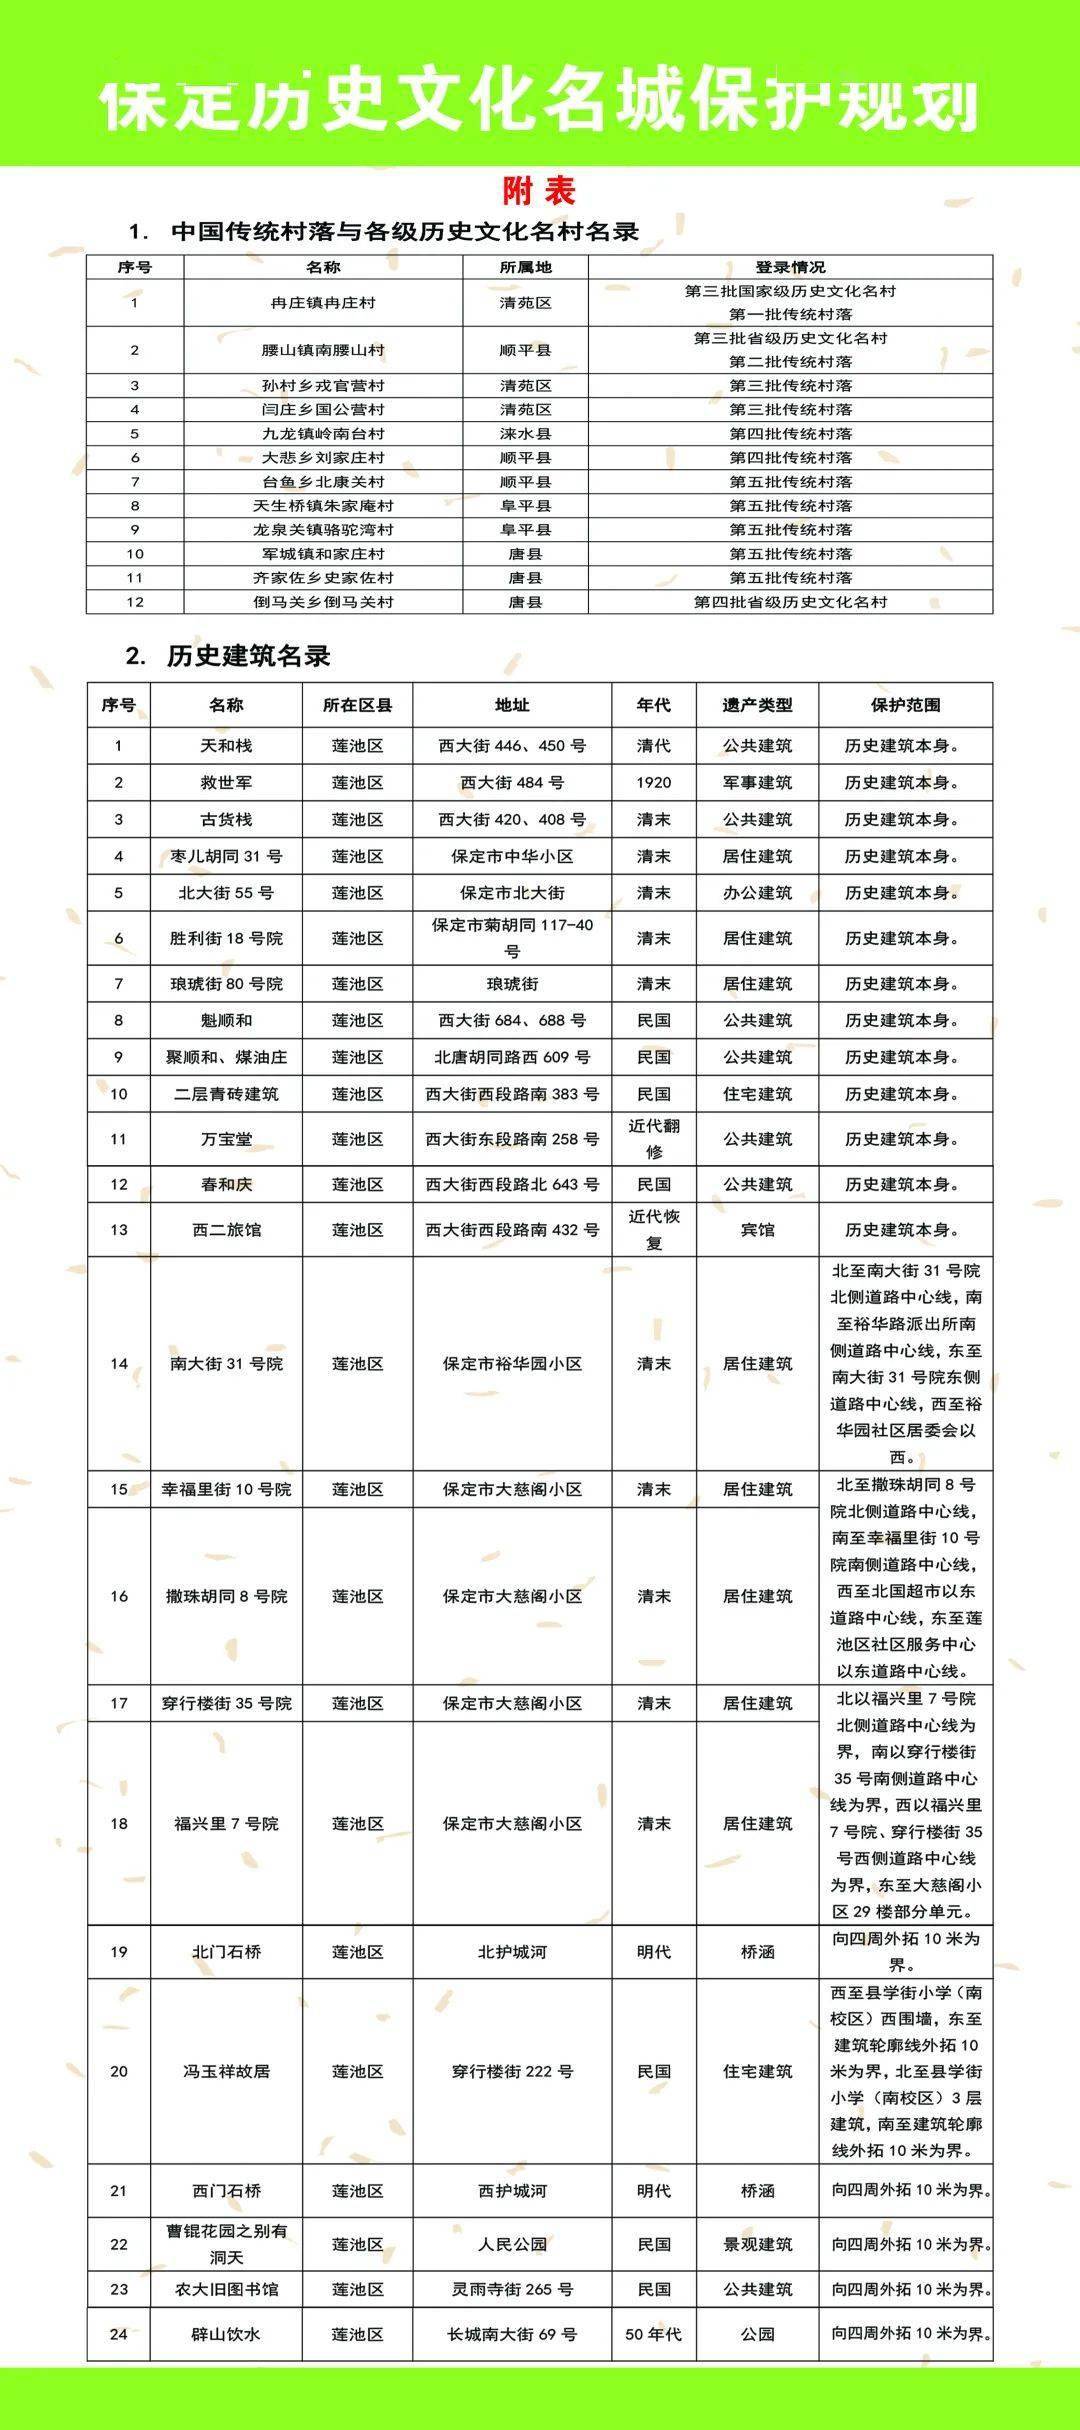 保定历史文化名城保护规划
附 表
1. 中国传统村落与各级历史文化名村名录
序号 名称 所属地 登录情况
1 冉庄镇冉庄村 清苑区 第三批国家级历史文化名村
第一批传统村落
2 腰山镇南腰山村 顺平县 第三批省级历史文化名村
第二批传统村落
3 孙村乡戎官营村 清苑区 第三批传统村落
4 闫庄乡国公营村 清苑区 第三批传统村落
5 九龙镇岭南台村 涞水县 第四批传统村落
6 大悲乡刘家庄村 顺平县 第四批传统村落
7 台鱼乡北康关村 顺平县 第五批传统村落
8 天生桥镇朱家庵村 阜平县 第五批传统村落
9 龙泉关镇骆驼湾村 阜平县 第五批传统村落
10 军城镇和家庄村 唐县 第五批传统村落
11 齐家佐乡史家佐村 唐县 第五批传统村落
12 倒马关乡倒马关村 唐县 第四批省级历史文化名村
2. 历史建筑名录
序号 名称 所在区县 地址 年代 遗产类型 保护范围
1 天和栈 莲池区 西大街 446、450 号 清代 公共建筑 历史建筑本身。
2 救世军 莲池区 西大街 484 号 1920 军事建筑 历史建筑本身。
3 古货栈 莲池区 西大街 420、408 号 清末 公共建筑 历史建筑本身。
4 枣儿胡同 31 号 莲池区 保定市中华小区 清末 居住建筑 历史建筑本身。
5 北大街 55 号 莲池区 保定市北大街 清末 办公建筑 历史建筑本身。
6 胜利街 18 号院 莲池区 保定市菊胡同 117-40
号 清末 居住建筑 历史建筑本身。
7 琅琥街 80 号院 莲池区 琅琥街 清末 居住建筑 历史建筑本身。
8 魁顺和 莲池区 西大街 684、688 号 民国 公共建筑 历史建筑本身。
9 聚顺和、煤油庄 莲池区 北唐胡同路西 609 号 民国 公共建筑 历史建筑本身。
10 二层青砖建筑 莲池区 西大街西段路南 383 号 民国 住宅建筑 历史建筑本身。
11 万宝堂 莲池区 西大街东段路南 258 号 近代翻
修 公共建筑 历史建筑本身。
12 春和庆 莲池区 西大街西段路北 643 号 民国 公共建筑 历史建筑本身。
13 西二旅馆 莲池区 西大街西段路南 432 号 近代恢
复 宾馆 历史建筑本身。
14 南大街 31 号院 莲池区 保定市裕华园小区 清末 居住建筑 北至南大街 31 号院
北侧道路中心线，南
至裕华路派出所南
侧道路中心线，东至
南大街 31 号院东侧
道路中心线，西至裕
华园社区居委会以
西。
15 幸福里街 10 号院 莲池区 保定市大慈阁小区 清末 居住建筑 北至撒珠胡同 8 号
院北侧道路中心线，
南至幸福里街 10 号
院南侧道路中心线，
16 撒珠胡同 8 号院 莲池区 保定市大慈阁小区 清末 居住建筑 西至北国超市以东
道路中心线，东至莲
池区社区服务中心
以东道路中心线。
17 穿行楼街 35 号院 莲池区 保定市大慈阁小区 清末 居住建筑 北以福兴里 7 号院
北侧道路中心线为
界，南以穿行楼街
35 号南侧道路中心
线为界，西以福兴里
18 福兴里 7 号院 莲池区 保定市大慈阁小区 清末 居住建筑 7 号院、穿行楼街 35
号西侧道路中心线
为界，东至大慈阁小
区 29 楼部分单元。
19 北门石桥 莲池区 北护城河 明代 桥涵 向四周外拓 10 米为
界。
20 冯玉祥故居 莲池区 穿行楼街 222 号 民国 住宅建筑 西至县学街小学（南
校区）西围墙，东至
建筑轮廓线外拓 10
米为界，北至县学街
小学（南校区）3 层
建筑，南至建筑轮廓
线外拓 10 米为界。
21 西门石桥 莲池区 西护城河 明代 桥涵 向四周外拓 10 米为界。
22 曹锟花园之别有
洞天 莲池区 人民公园 民国 景观建筑 向四周外拓 10 米为界。
23 农大旧图书馆 莲池区 灵雨寺街 265 号 民国 公共建筑 向四周外拓 10 米为界。
24 辟山饮水 莲池区 长城南大街 69 号 50 年代 公园 向四周外拓 10 米为界。